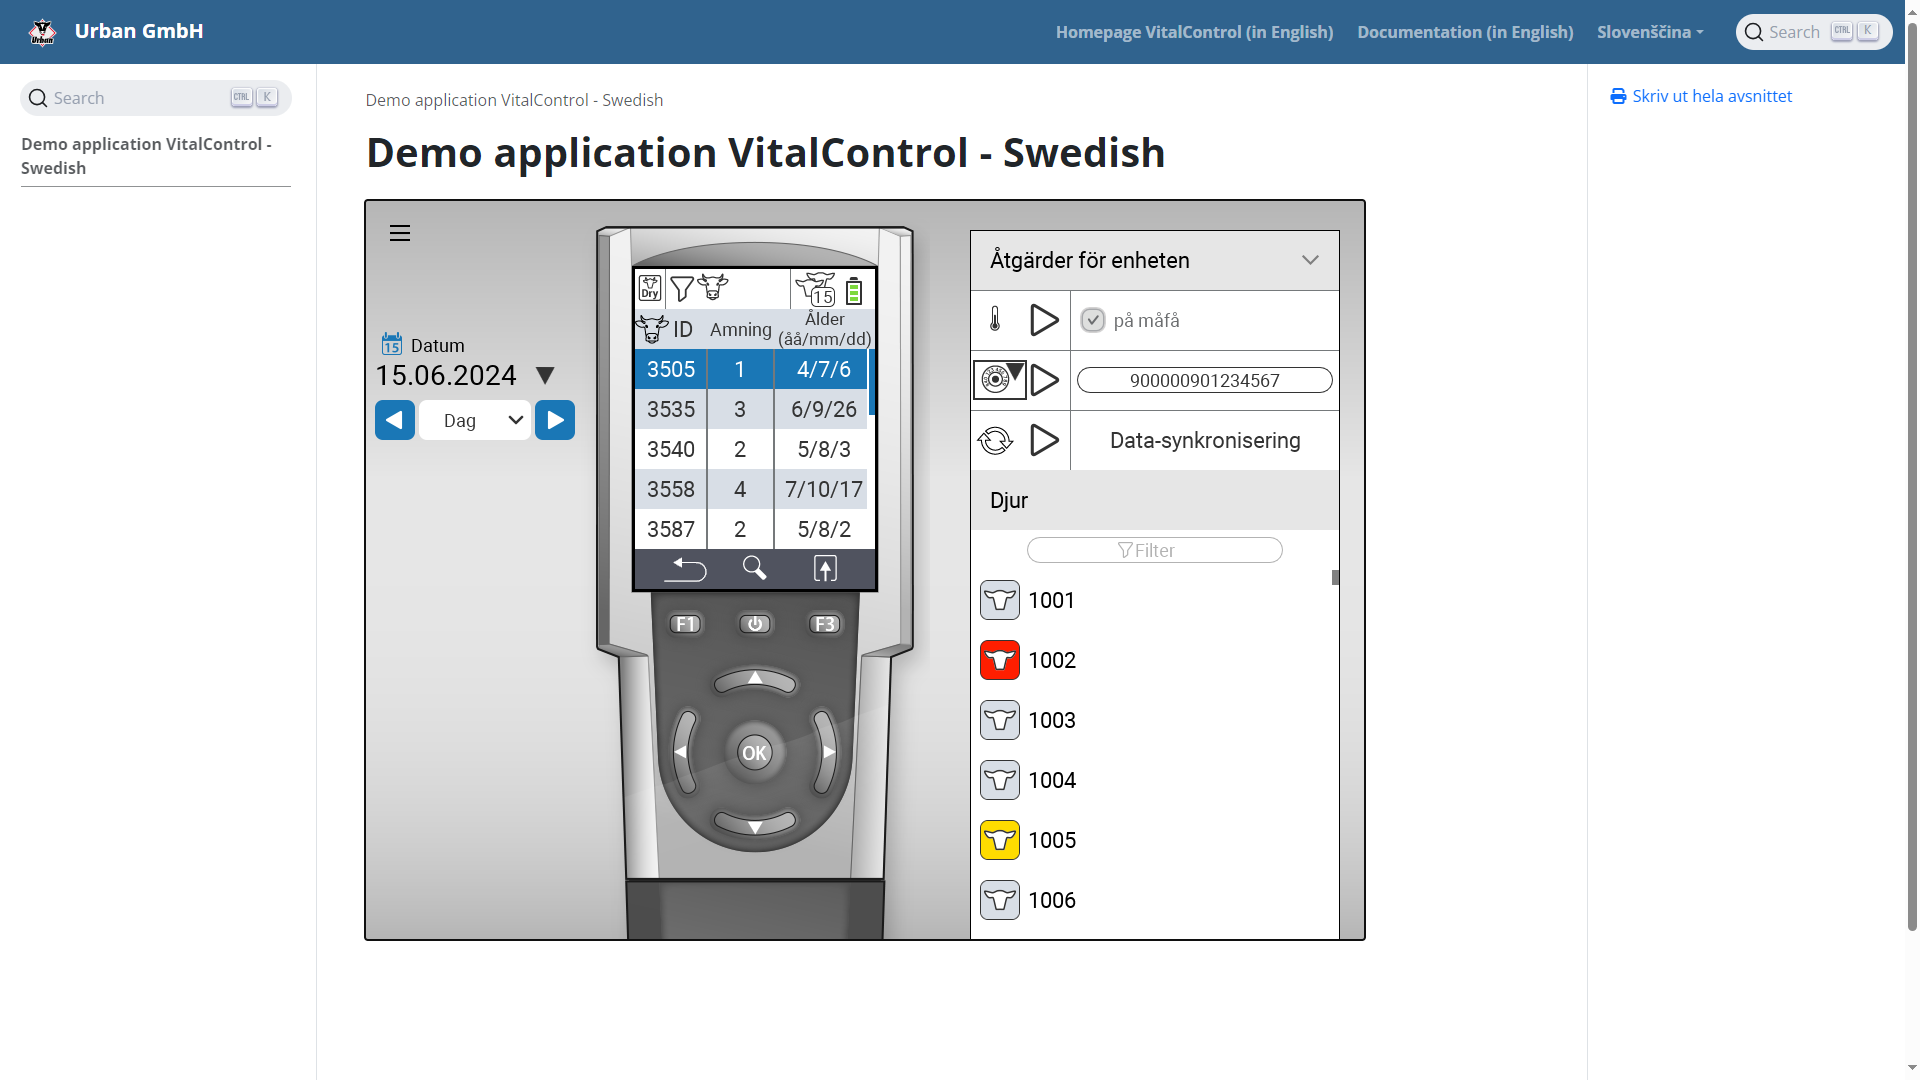 Urban GmbH
Homepage VitalControl (in English)
Documentation (in English)
Slovenščina
Search CTRL K
Search CTRL K
Demo application VitalControl -
Swedish
Demo application VitalControl - Swedish
Demo application VitalControl - Swedish
Skriv ut hela avsnittet
15 Datum
15.06.2024
Dag
Dry
15
ID Amning Ålder
(åå/mm/dd)
3505 1 4/7/6
3535 3 6/9/26
3540 2 5/8/3
3558 4 7/10/17
3587 2 5/8/2
F1 F3
OK
Åtgärder för enheten
på måfå
900000901234567
Data-synkronisering
Djur
Filter
1001
1002
1003
1004
1005
1006